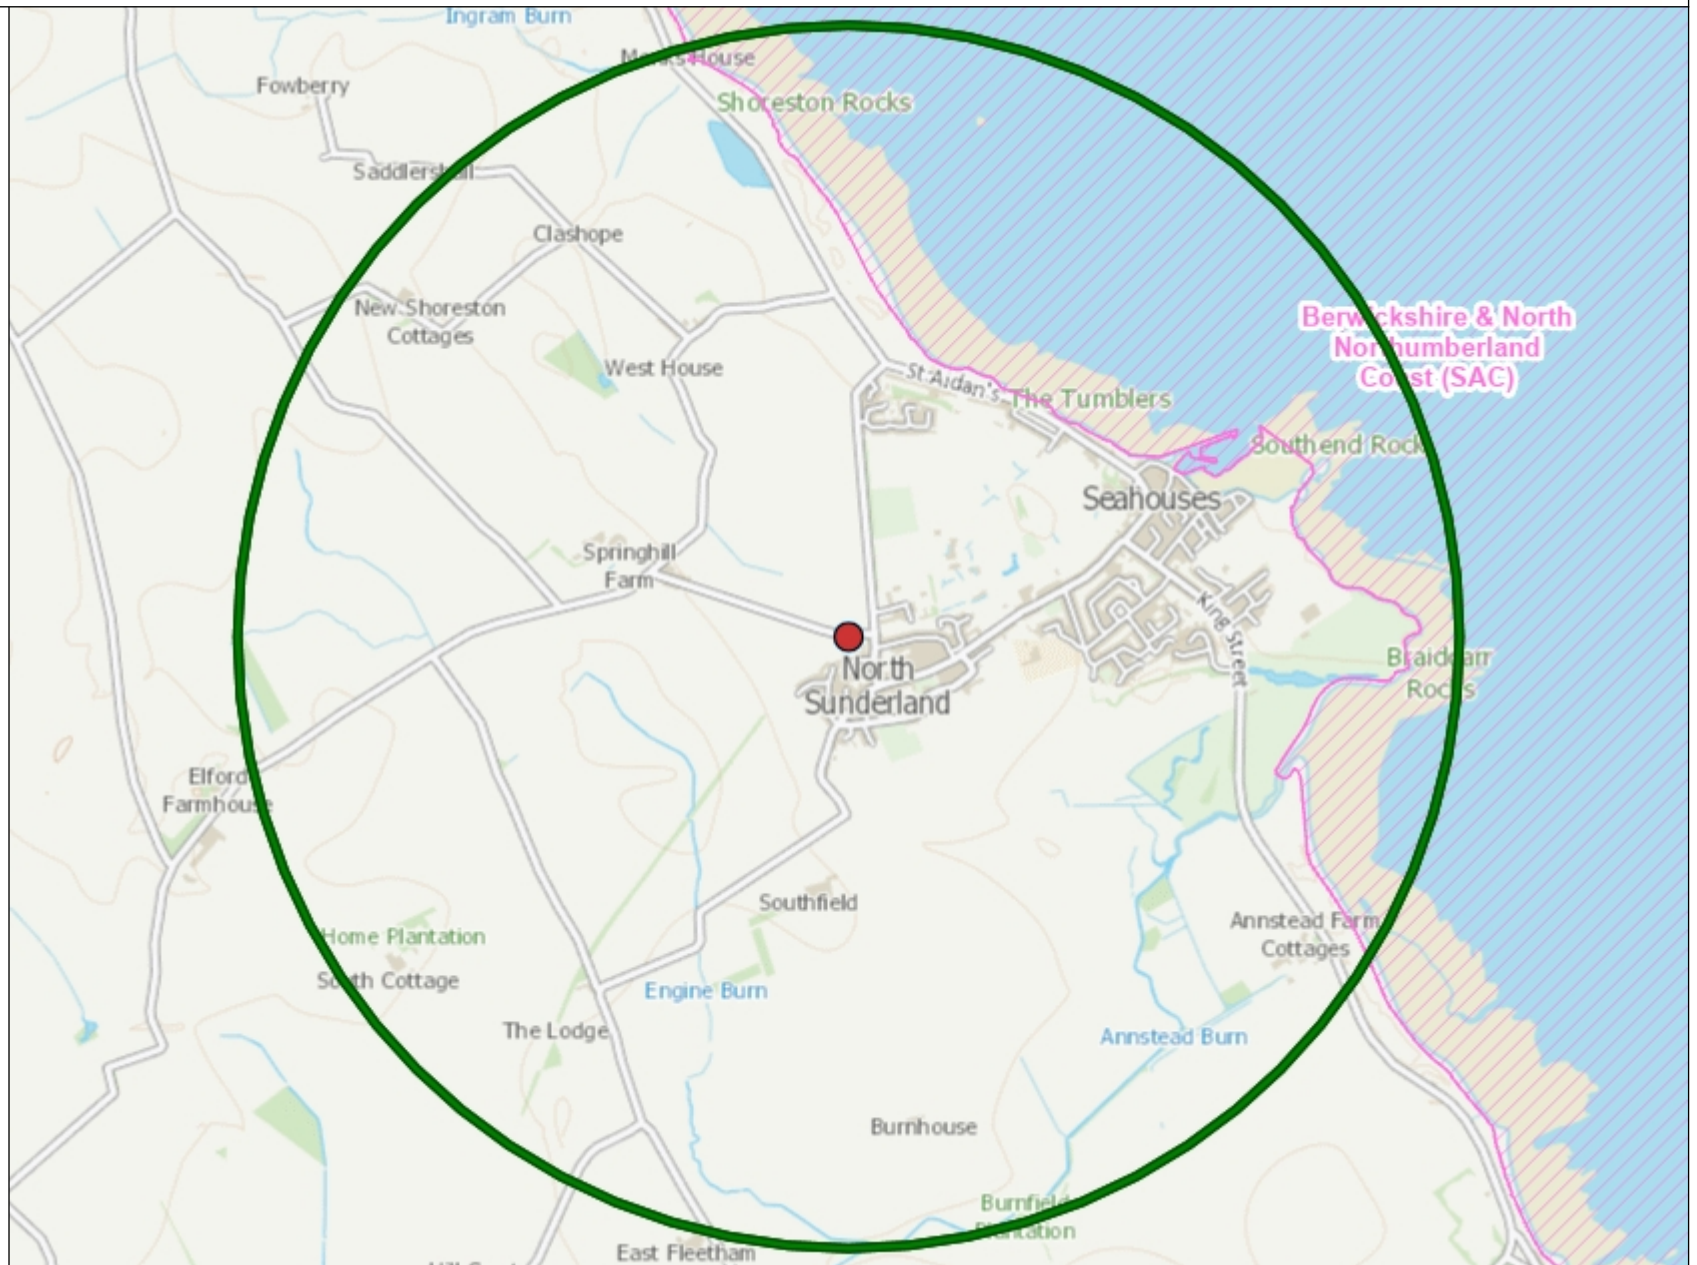 Ingram Burn
Monks House
Fowberry
Shoreston Rocks
Saddlershall
Clashope
New Shoreston
Cottages
Berwickshire & North
Northumberland
Coast (SAC)
West House
St Aidan's
The Tumblers
Southend Rock
Seahouses
Springhill
Farm
King Street
North
Sunderland
Braidcarr
Rocks
Elford
Farmhouse
Southfield
Annstead Farm
Cottages
Home Plantation
South Cottage
Engine Burn
The Lodge
Annstead Burn
Burnhouse
Burnfield
Plantation
East Fleetham